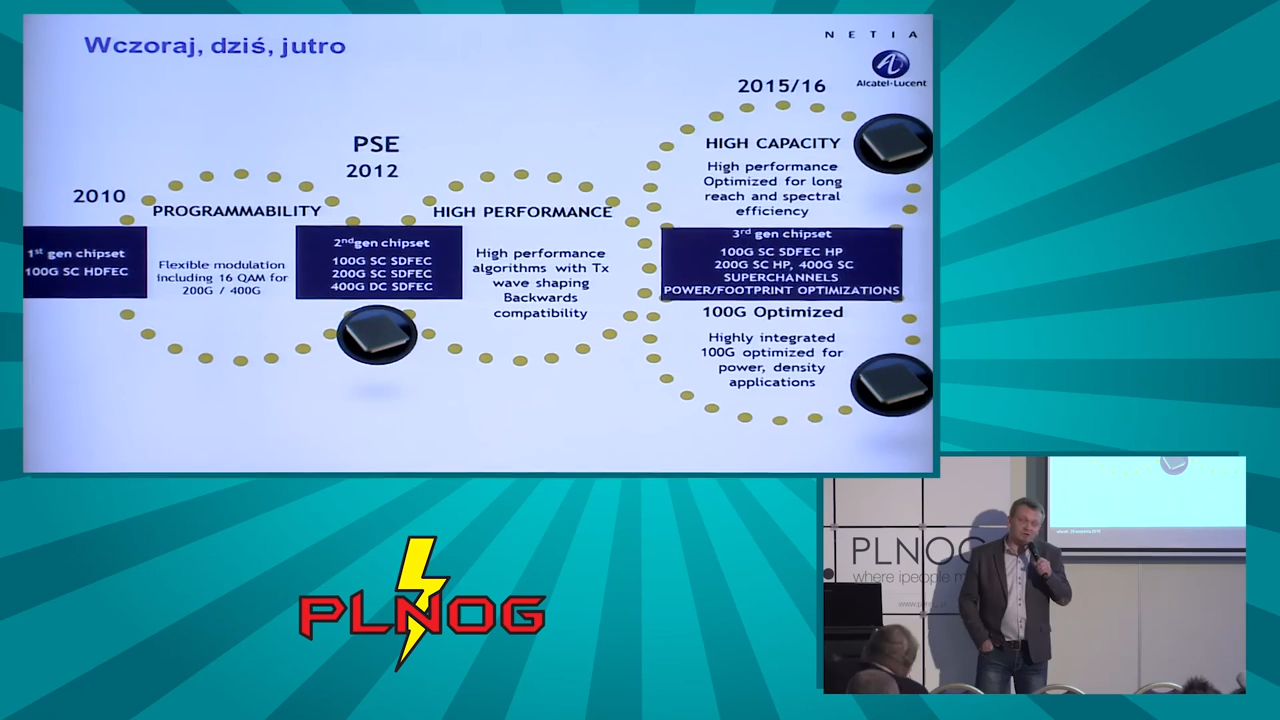 Wczoraj, dziś, jutro
N E T I A
Alcatel·Lucent
2010
1st gen chipset
100G SC HDFEC
PROGRAMMABILITY
Flexible modulation
including 16 QAM for
200G / 400G
PSE
2012
2nd gen chipset
100G SC SDFEC
200G SC SDFEC
400G DC SDFEC
HIGH PERFORMANCE
High performance
algorithms with Tx
wave shaping
Backwards
compatibility
2015/16
HIGH CAPACITY
High performance
Optimized for long
reach and spectral
efficiency
3rd gen chipset
100G SC SDFEC HP
200G SC HP, 400G SC
SUPERCHANNELS
POWER/FOOTPRINT OPTIMIZATIONS
100G Optimized
Highly integrated
100G optimized for
power, density
applications
PLNOG
PLNOG
where ipeople m